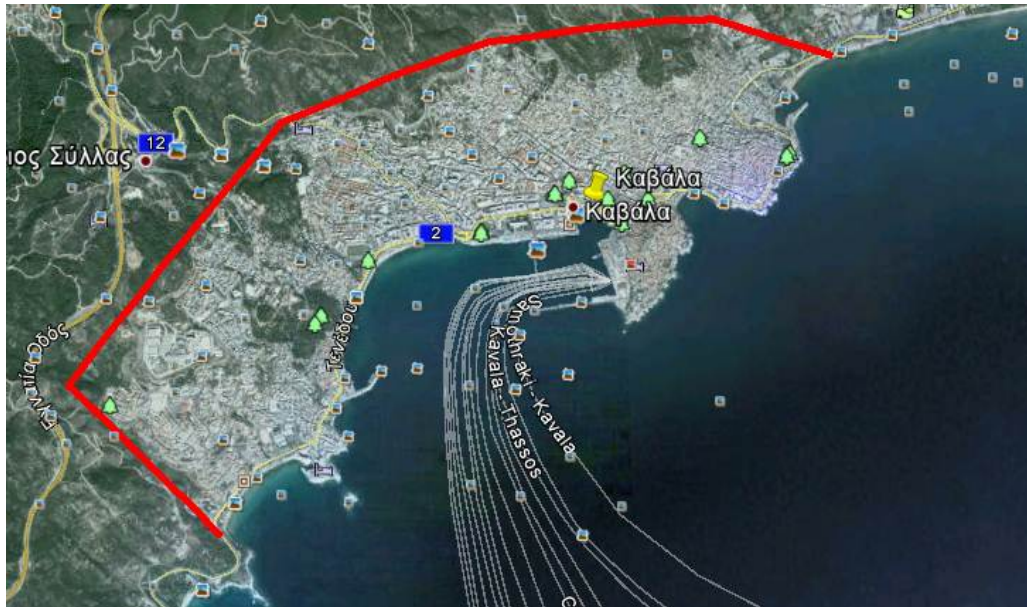 12
ιος Σύλλας
Καβάλα
Καβάλα
2
Τενέδου
Εγνατία Οδός
Samothraki - Kavala
Kavala - Thassos